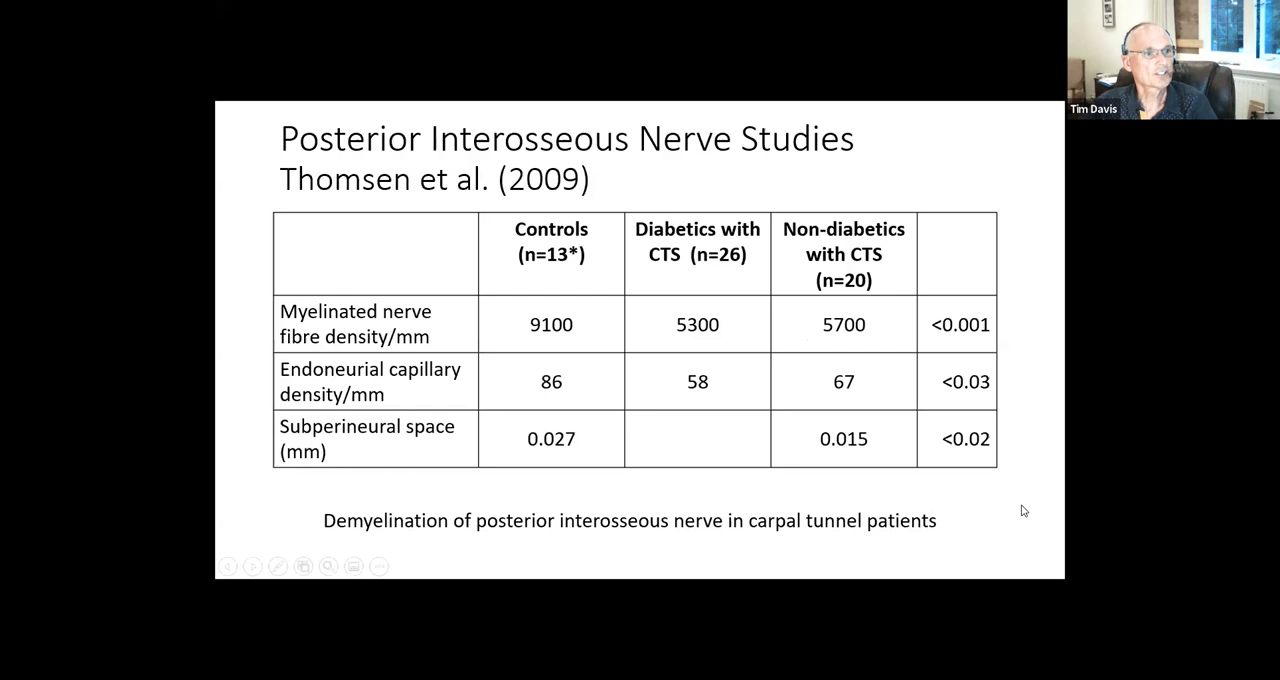 Tim Davis
Posterior Interosseous Nerve Studies
Thomsen et al. (2009)
Controls
(n=13*)
Diabetics with
CTS (n=26)
Non-diabetics
with CTS
(n=20)
Myelinated nerve
fibre density/mm
9100
5300
5700
<0.001
Endoneurial capillary
density/mm
86
58
67
<0.03
Subperineural space
(mm)
0.027
0.015
<0.02
Demyelination of posterior interosseous nerve in carpal tunnel patients